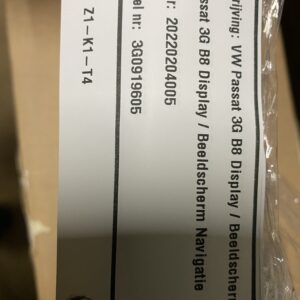 rijving: VW Passat 3G B8 Display / Beeldscherm
assat 3G B8 Display / Beeldscherm Navigatie
r: 20220204005
el nr: 3G0919605
Z1-K1-T4